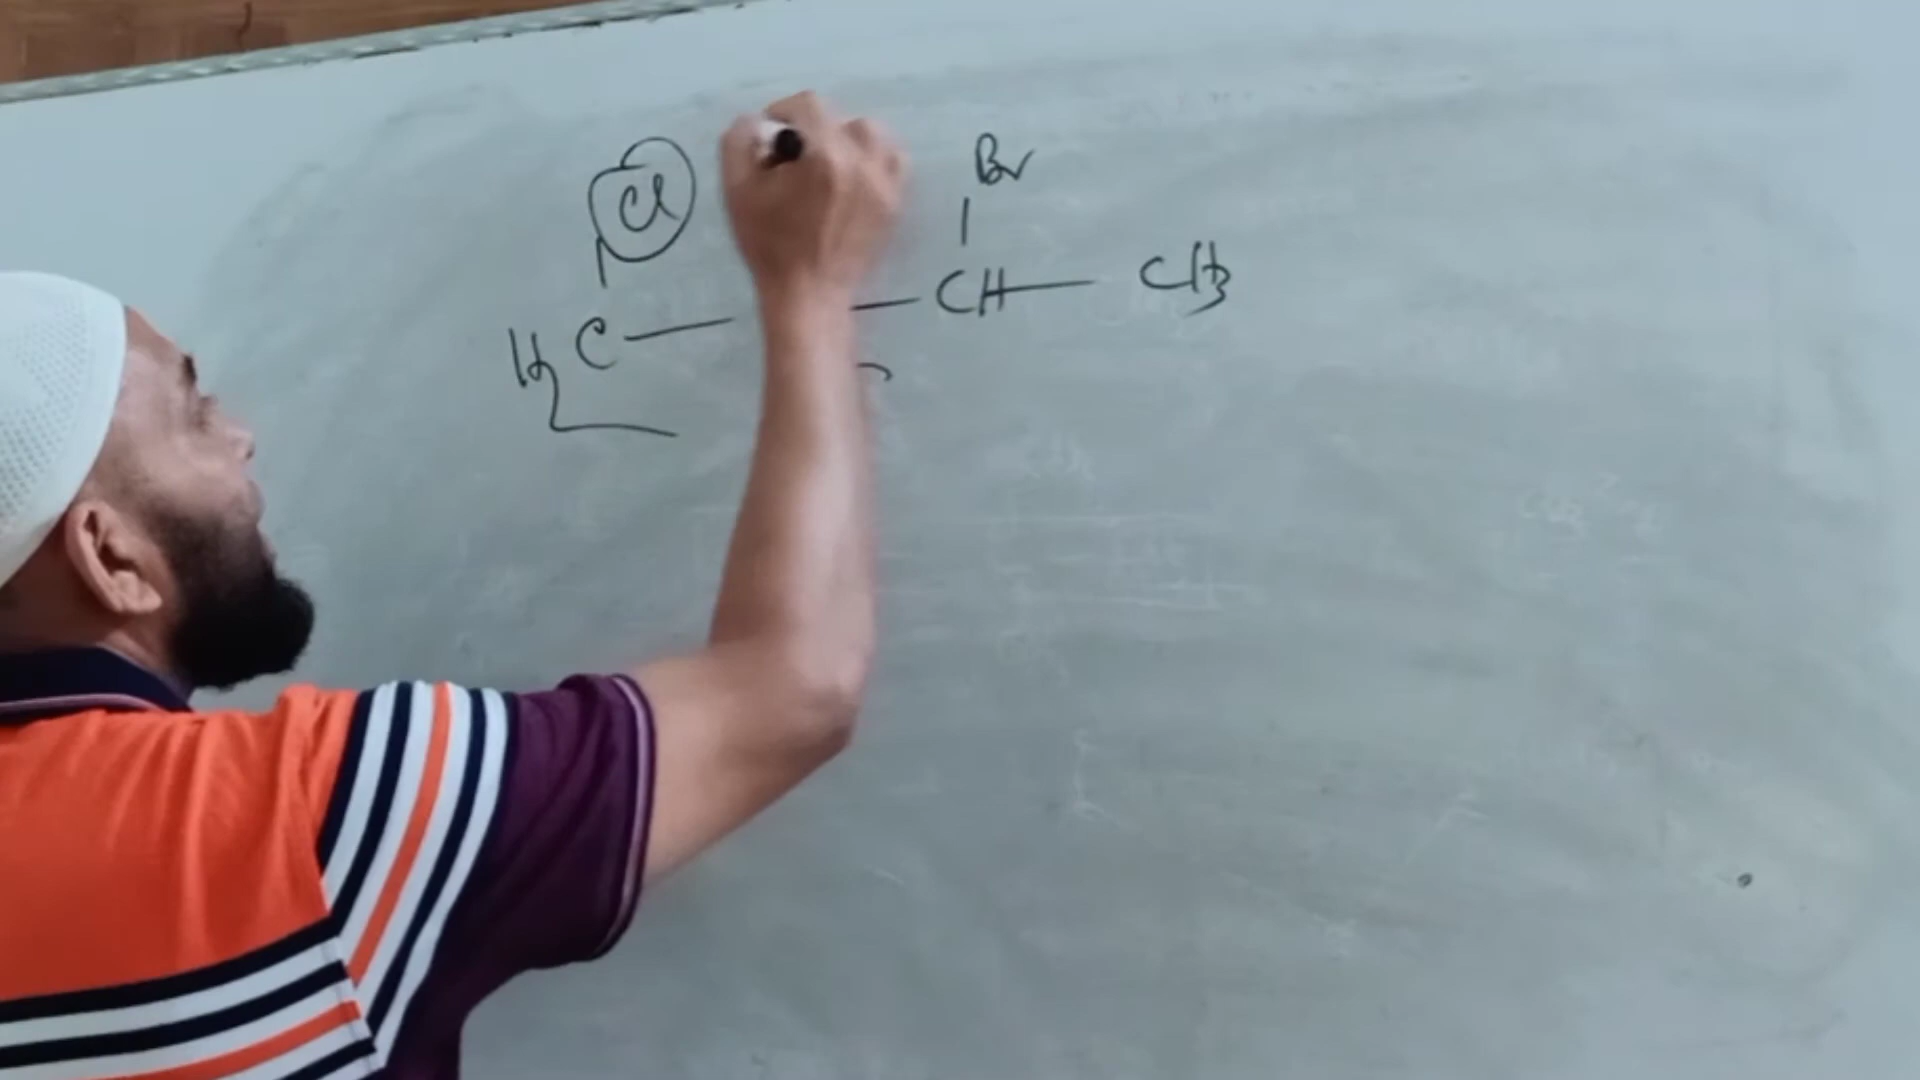 Cl Br
H2C — — CH — CH3